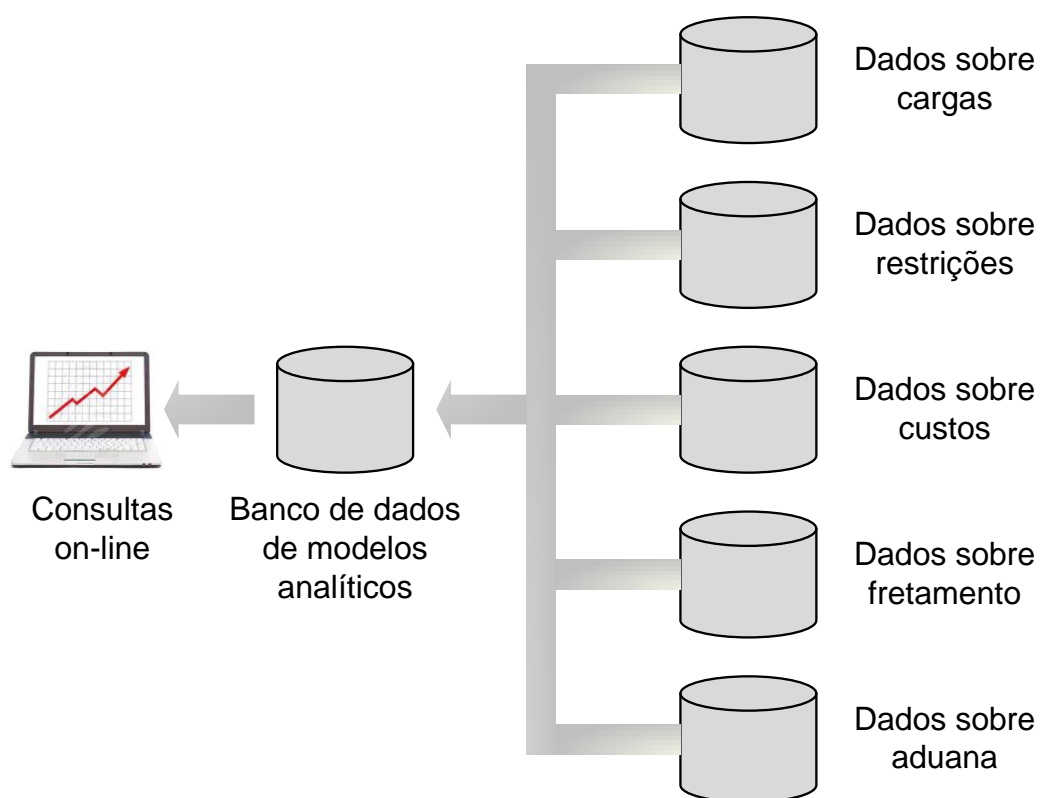 Dados sobre
cargas
Dados sobre
restrições
Dados sobre
custos
Dados sobre
fretamento
Dados sobre
aduana
Consultas
on-line
Banco de dados
de modelos
analíticos